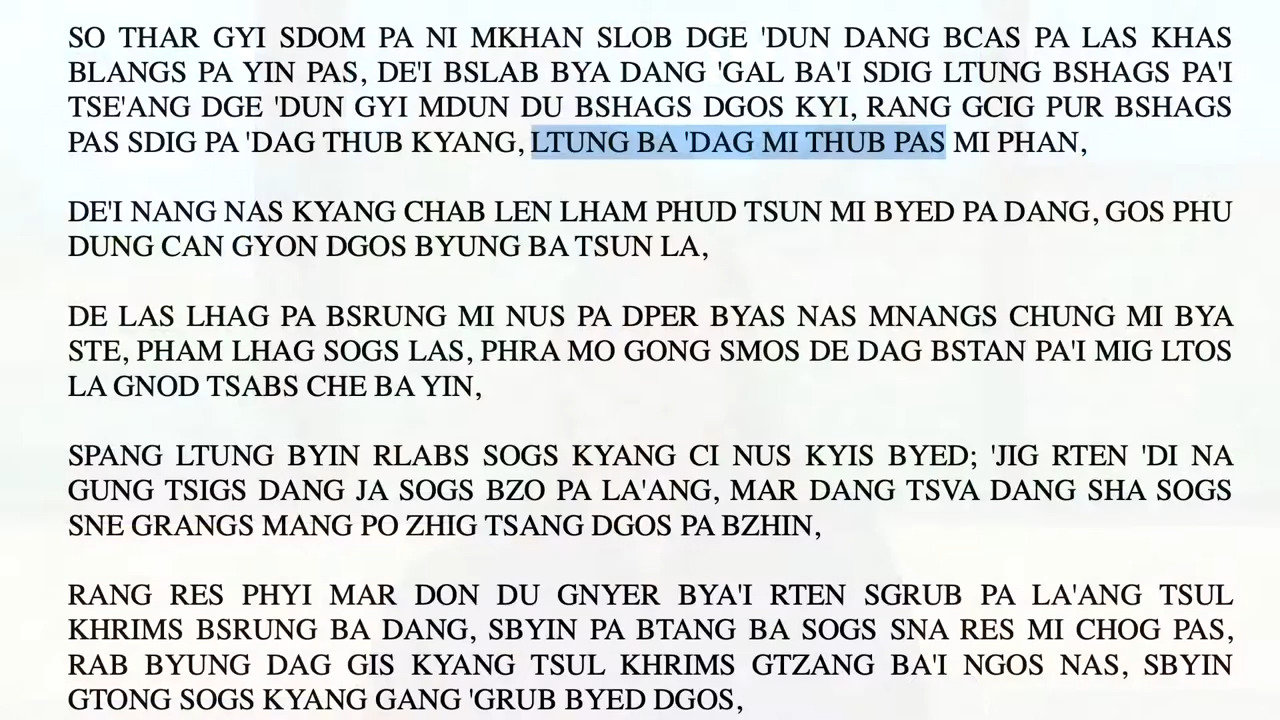 SO THAR GYI SDOM PA NI MKHAN SLOB DGE 'DUN DANG BCAS PA LAS KHAS
BLANGS PA YIN PAS, DE'I BSLAB BYA DANG 'GAL BA'I SDIG LTUNG BSHAGS PA'I
TSE'ANG DGE 'DUN GYI MDUN DU BSHAGS DGOS KYI, RANG GCIG PUR BSHAGS
PAS SDIG PA 'DAG THUB KYANG, LTUNG BA 'DAG MI THUB PAS MI PHAN,
DE'I NANG NAS KYANG CHAB LEN LHAM PHUD TSUN MI BYED PA DANG, GOS PHU
DUNG CAN GYON DGOS BYUNG BA TSUN LA,
DE LAS LHAG PA BSRUNG MI NUS PA DPER BYAS NAS MNANGS CHUNG MI BYA
STE, PHAM LHAG SOGS LAS, PHRA MO GONG SMOS DE DAG BSTAN PA'I MIG LTOS
LA GNOD TSABS CHE BA YIN,
SPANG LTUNG BYIN RLABS SOGS KYANG CI NUS KYIS BYED; 'JIG RTEN 'DI NA
GUNG TSIGS DANG JA SOGS BZO PA LA'ANG, MAR DANG TSVA DANG SHA SOGS
SNE GRANGS MANG PO ZHIG TSANG DGOS PA BZHIN,
RANG RES PHYI MAR DON DU GNYER BYA'I RTEN SGRUB PA LA'ANG TSUL
KHRIMS BSRUNG BA DANG, SBYIN PA BTANG BA SOGS SNA RES MI CHOG PAS,
RAB BYUNG DAG GIS KYANG TSUL KHRIMS GTZANG BA'I NGOS NAS, SBYIN
GTONG SOGS KYANG GANG 'GRUB BYED DGOS,